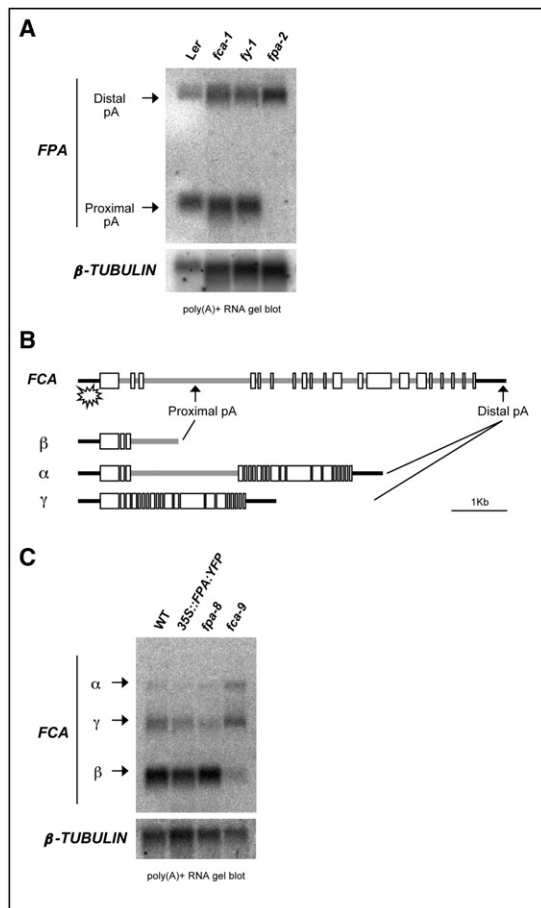 A
Ler fca-1 fy-1 fpa-2
Distal
pA
FPA
Proximal
pA
β-TUBULIN
poly(A)+ RNA gel blot
B
FCA
Proximal pA
Distal pA
β
α
γ
1Kb
C
WT 35S::FPA:YFP fpa-8 fca-9
α
γ
FCA
β
β-TUBULIN
poly(A)+ RNA gel blot